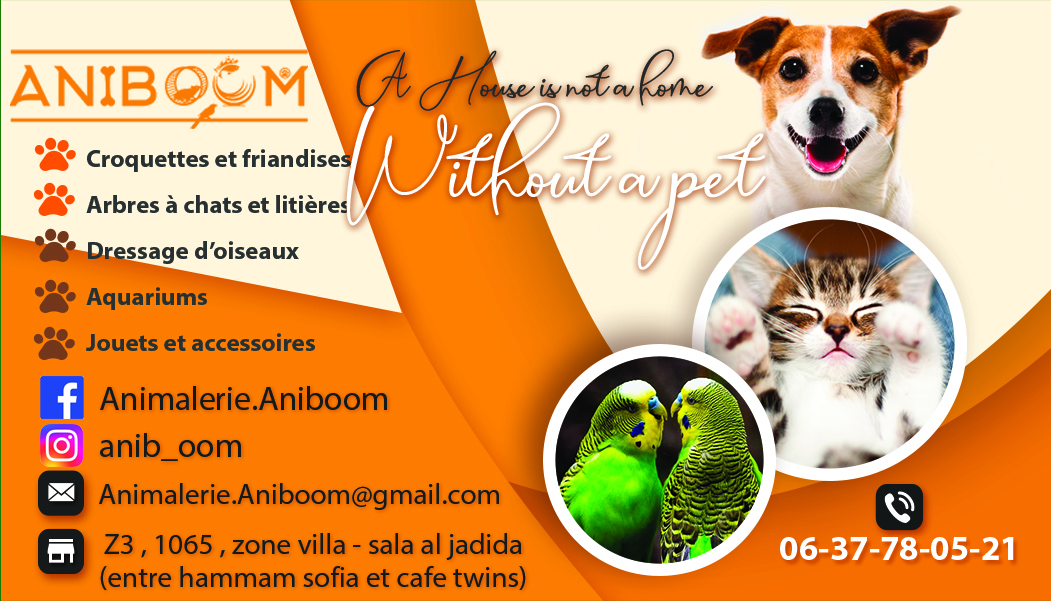 ANIBOOM
A House is not a home
Without a pet
Croquettes et friandises
Arbres à chats et litières
Dressage d'oiseaux
Aquariums
Jouets et accessoires
Animalerie.Aniboom
anib_oom
Animalerie.Aniboom@gmail.com
Z3 , 1065 , zone villa - sala al jadida
(entre hammam sofia et cafe twins)
06-37-78-05-21